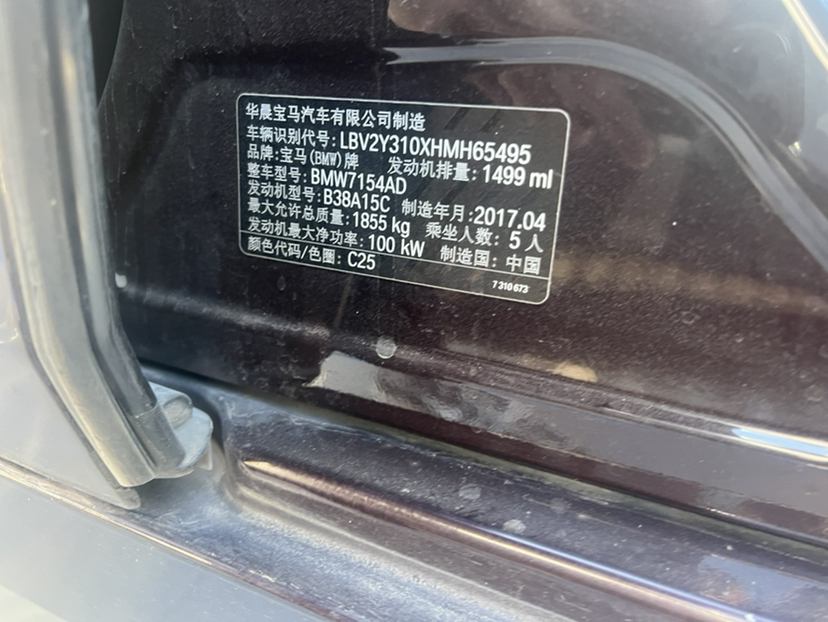 华晨宝马汽车有限公司制造
车辆识别代号: LBV2Y310XHMH65495
品牌: 宝马(BMW)牌 发动机排量: 1499 ml
整车型号: BMW7154AD
发动机型号: B38A15C 制造年月: 2017.04
最大允许总质量: 1855 kg 乘坐人数: 5 人
发动机最大净功率: 100 kW 制造国: 中国
颜色代码/色圈: C25
7 310 673